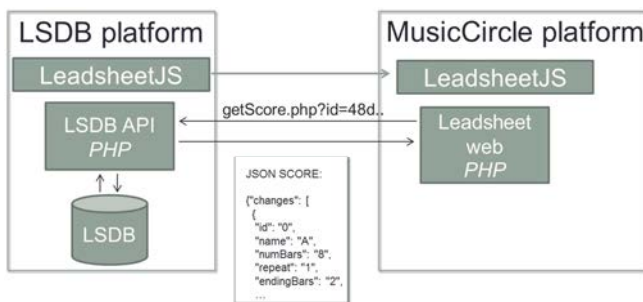 LSDB platform
MusicCircle platform
LeadsheetJS
LeadsheetJS
getScore.php?id=48d..
LSDB API
PHP
Leadsheet
web
PHP
LSDB
JSON SCORE:
{"changes": [
{
"id": "0",
"name": "A",
"numBars": "8",
"repeat": "1",
"endingBars": "2",
...